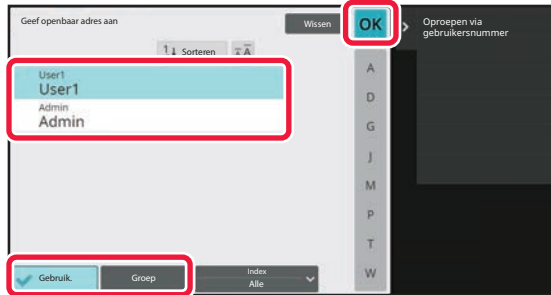 Geef openbaar adres aan
Wissen
OK
Oproepen via
gebruikersnummer
Sorteren
User1
User1
Admin
Admin
A
D
G
J
M
P
T
W
Gebruik.
Groep
Index
Alle